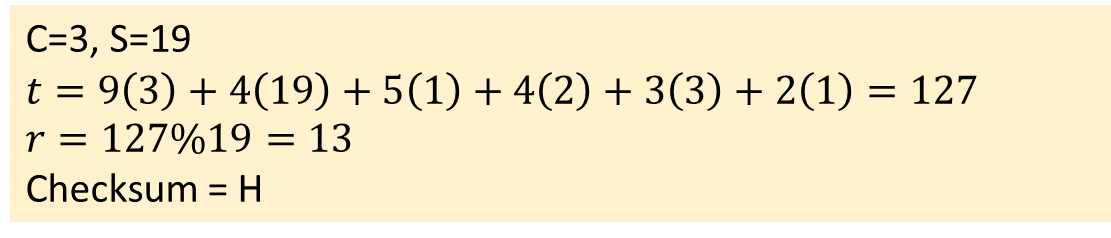 C=3, S=19
t = 9(3) + 4(19) + 5(1) + 4(2) + 3(3) + 2(1) = 127
r = 127%19 = 13
Checksum = H